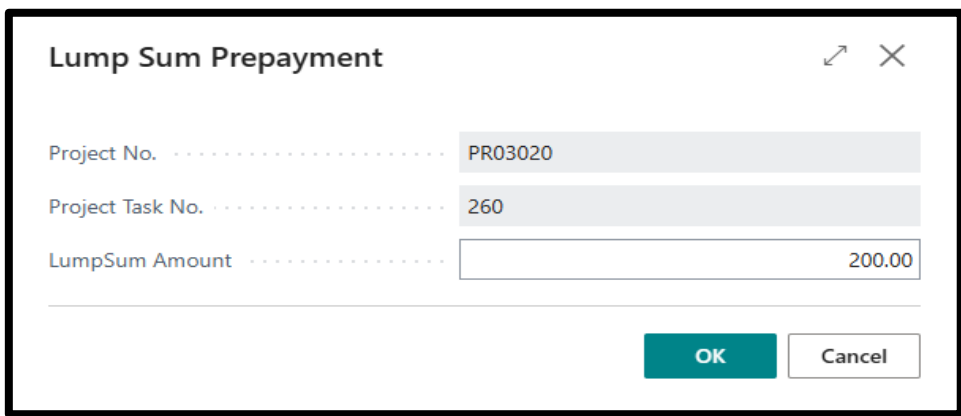 Lump Sum Prepayment
Project No. PR03020
Project Task No. 260
LumpSum Amount 200.00
OK Cancel